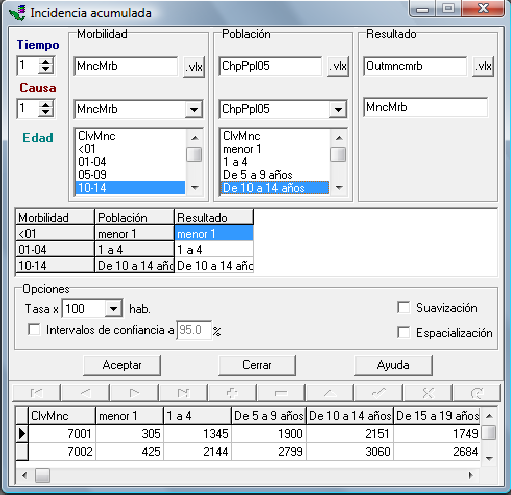 Incidencia acumulada
Morbilidad Población Resultado
Tiempo
1 MncMrb .vlx ChpPpl05 .vlx Outmncmrb .vlx
Causa
1 MncMrb ChpPpl05 MncMrb
Edad ClvMnc ClvMnc
<01 menor 1
01-04 1 a 4
05-09 De 5 a 9 años
10-14 De 10 a 14 años
Morbilidad Población Resultado
<01 menor 1 menor 1
01-04 1 a 4 1 a 4
10-14 De 10 a 14 año De 10 a 14 año
Opciones
Tasa x 100 hab. Suavización
Intervalos de confianza a 95.0 % Espacialización
Aceptar Cerrar Ayuda
ClvMnc menor 1 1 a 4 De 5 a 9 años De 10 a 14 años De 15 a 19 años
7001 305 1345 1900 2151 1749
7002 425 2144 2799 3060 2684